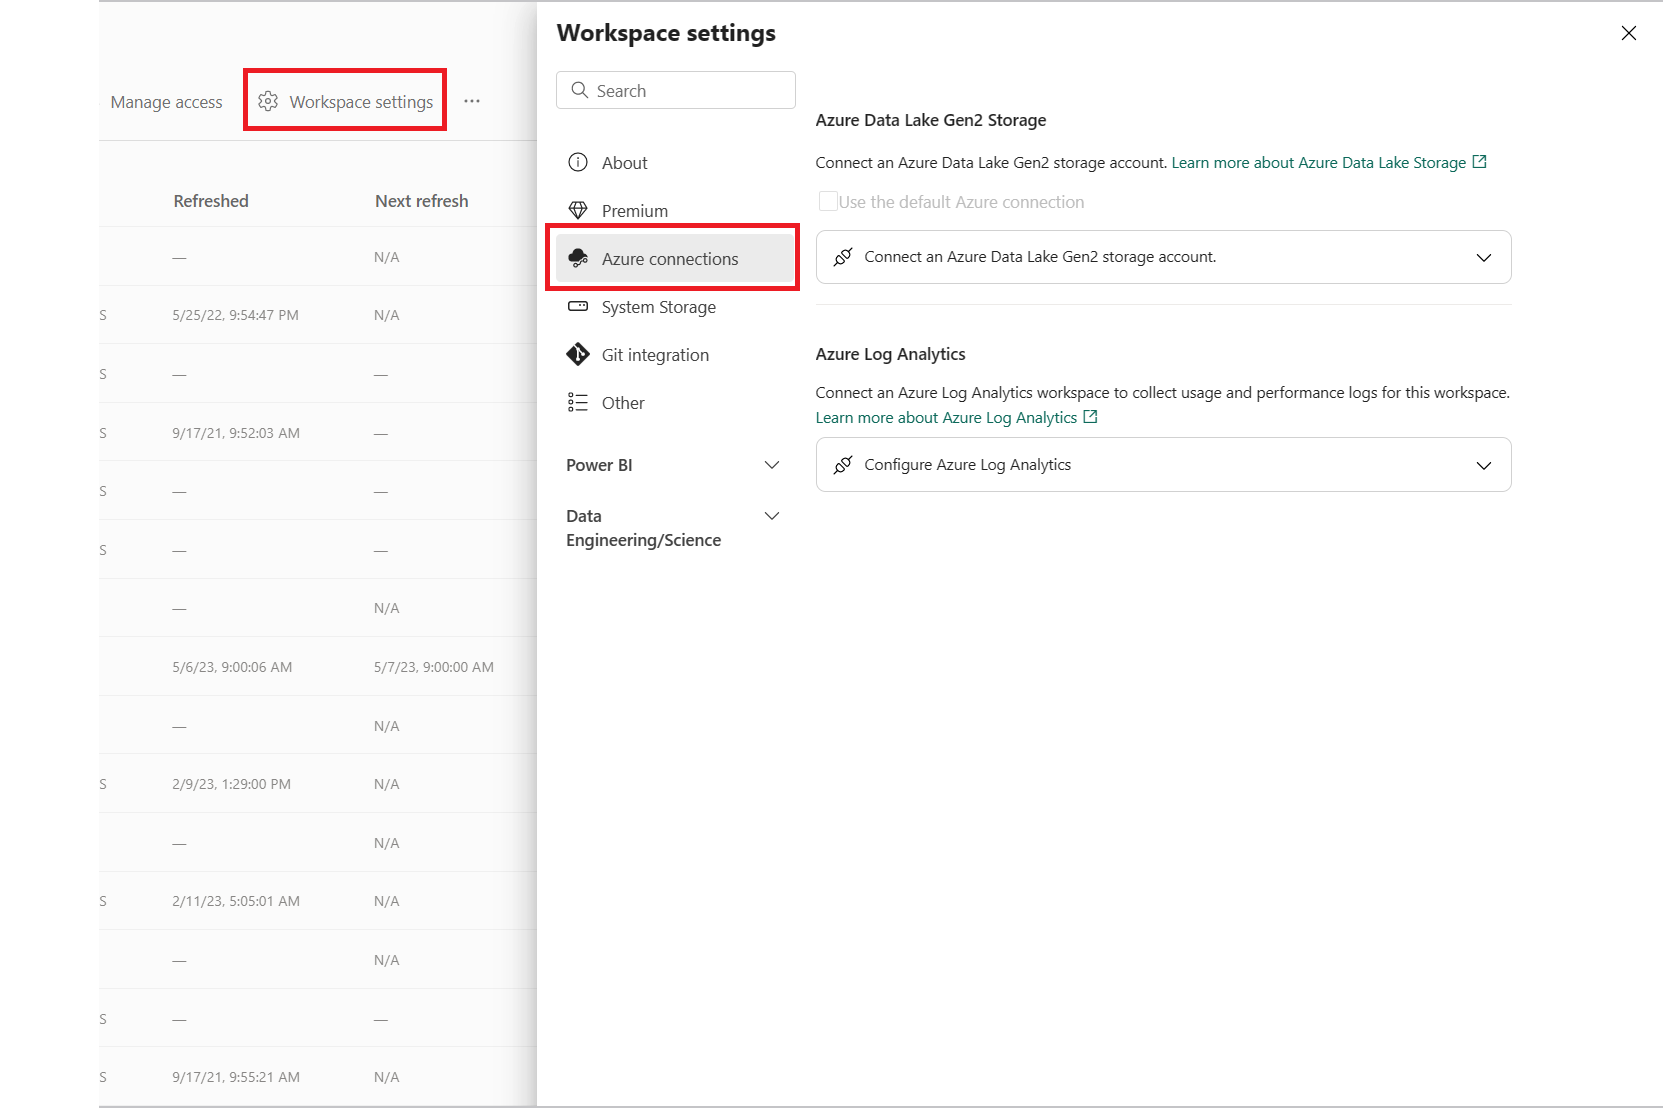 Workspace settings
Manage access
Workspace settings
Search
Azure Data Lake Gen2 Storage
About
Connect an Azure Data Lake Gen2 storage account. Learn more about Azure Data Lake Storage
Refreshed
Next refresh
Premium
Use the default Azure connection
— N/A
Azure connections
Connect an Azure Data Lake Gen2 storage account.
S 5/25/22, 9:54:47 PM N/A
System Storage
Git integration
Azure Log Analytics
S — —
Other
Connect an Azure Log Analytics workspace to collect usage and performance logs for this workspace.
Learn more about Azure Log Analytics
S 9/17/21, 9:52:03 AM —
Power BI
Configure Azure Log Analytics
S — —
Data
Engineering/Science
S — —
— N/A
5/6/23, 9:00:06 AM 5/7/23, 9:00:00 AM
— N/A
S 2/9/23, 1:29:00 PM N/A
— N/A
S 2/11/23, 5:05:01 AM N/A
— N/A
S — —
S 9/17/21, 9:55:21 AM N/A